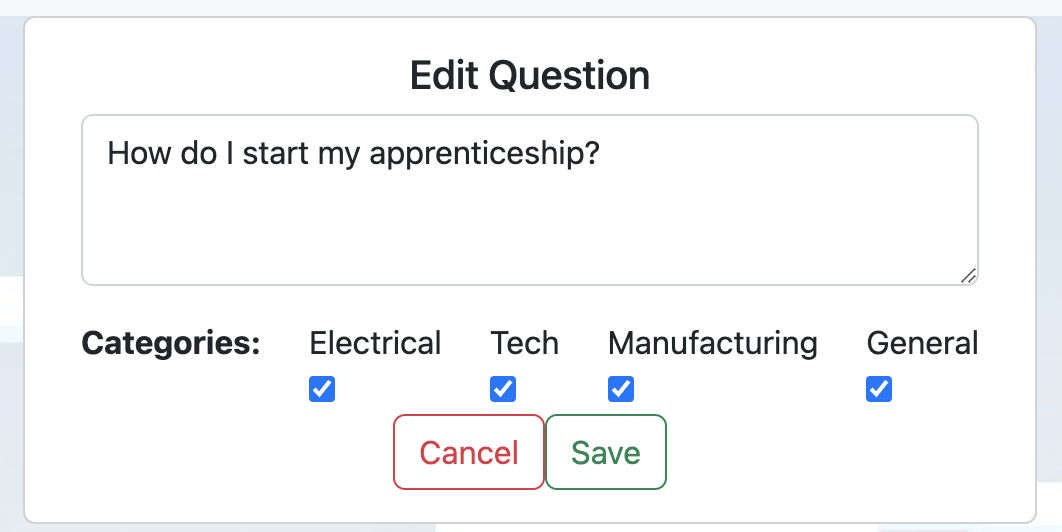 Edit Question
How do I start my apprenticeship?
Categories: Electrical Tech Manufacturing General
Cancel Save